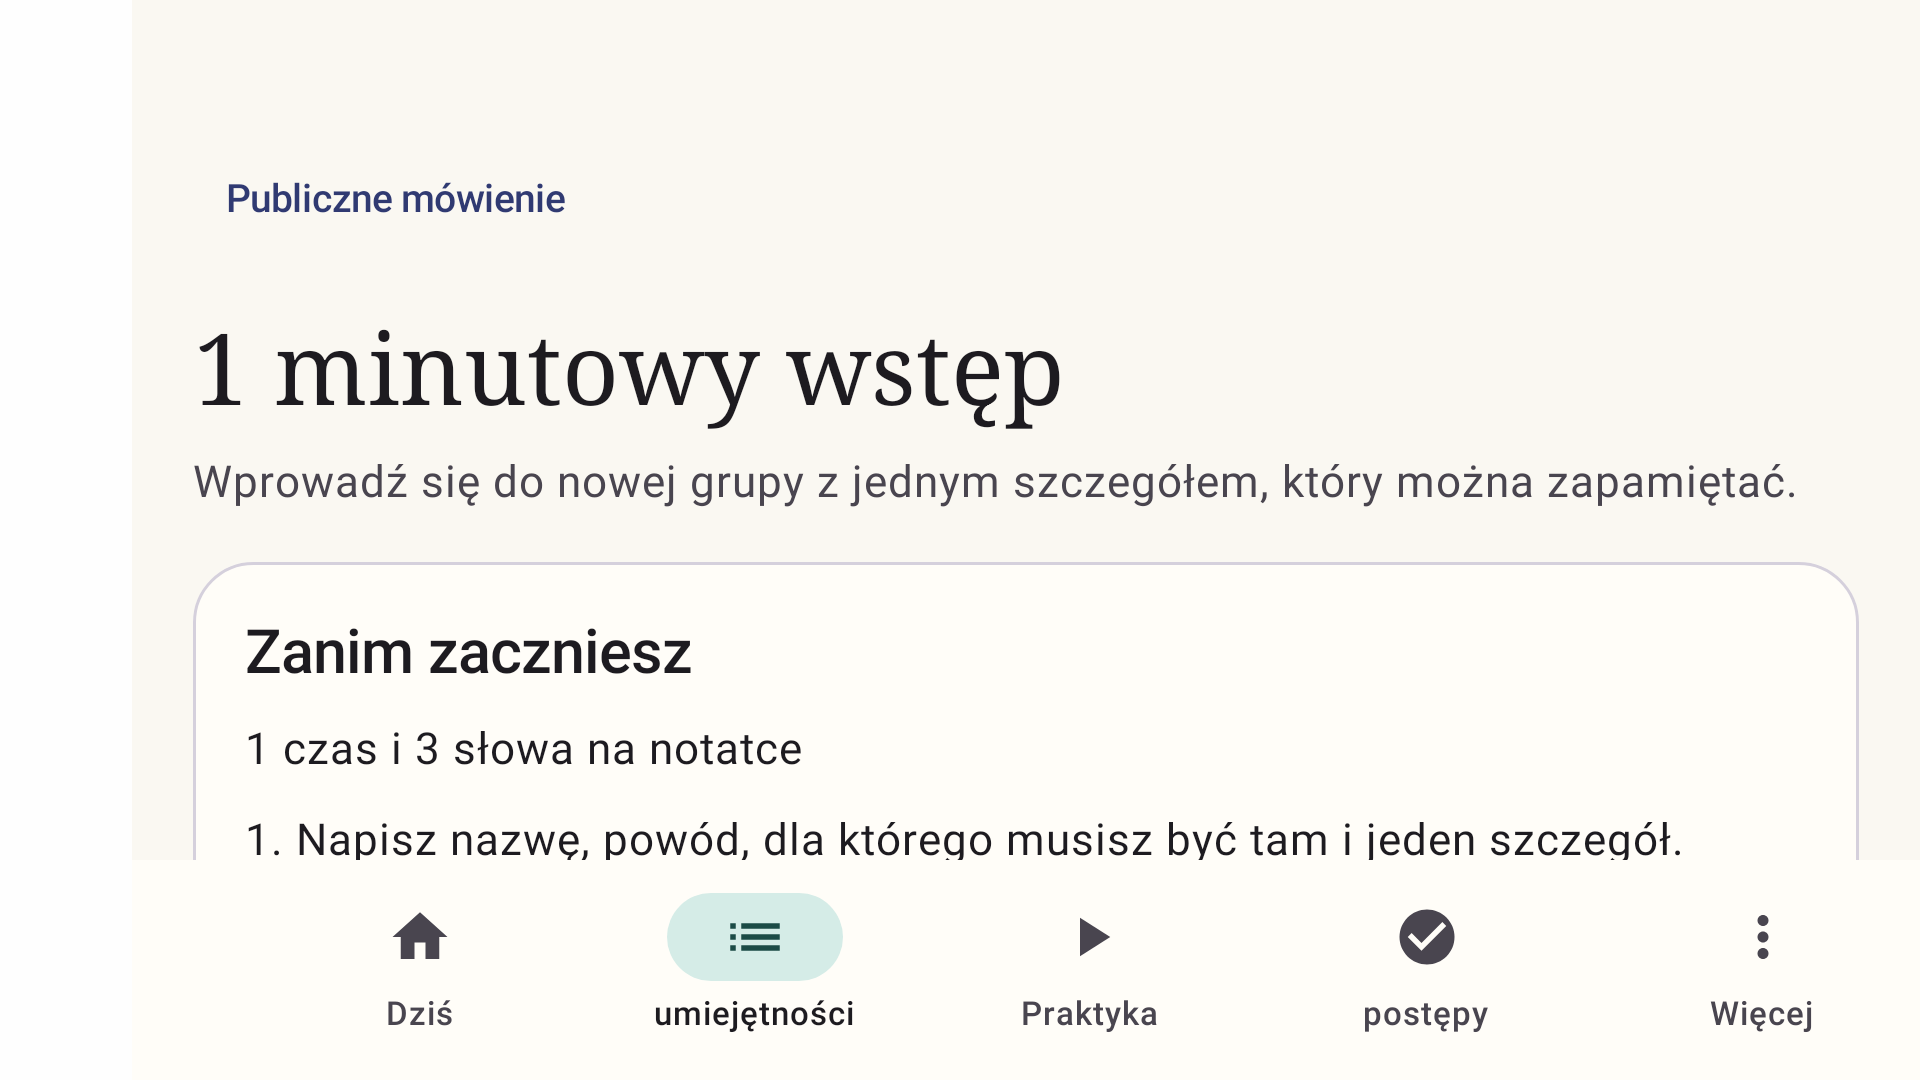 Publiczne mówienie
1 minutowy wstęp
Wprowadź się do nowej grupy z jednym szczegółem, który można zapamiętać.
Zanim zaczniesz
1 czas i 3 słowa na notatce
1. Napisz nazwę, powód, dla którego musisz być tam i jeden szczegół.
Dziś
umiejętności
Praktyka
postępy
Więcej